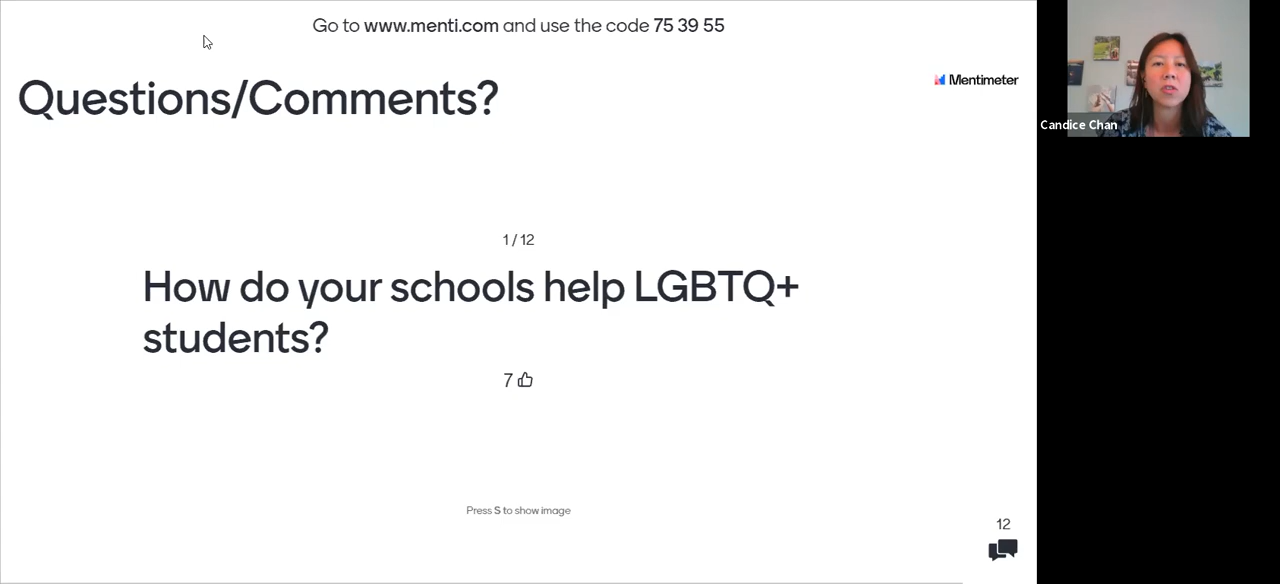 Go to www.menti.com and use the code 75 39 55
Questions/Comments?
Mentimeter
Candice Chan
1 / 12
How do your schools help LGBTQ+
students?
7
Press S to show image
12